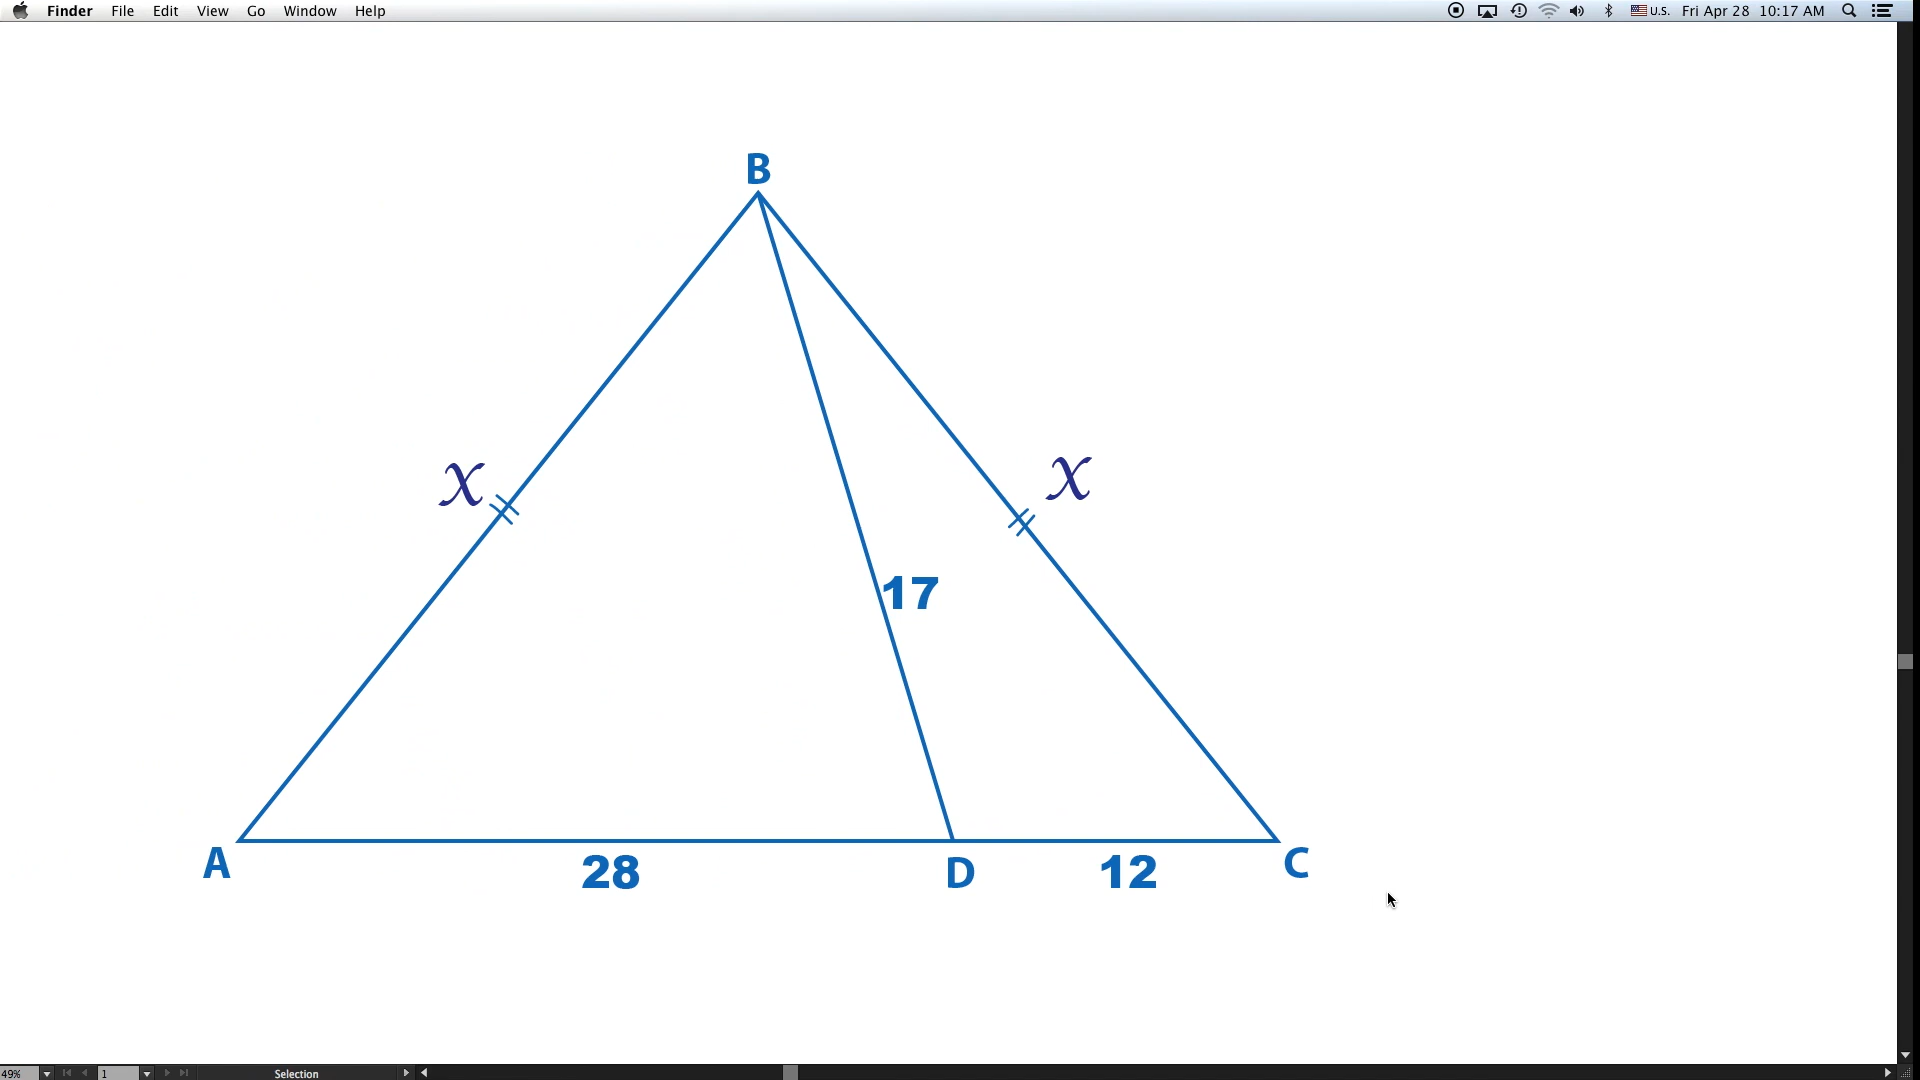 Finder File Edit View Go Window Help U.S. Fri Apr 28 10:17 AM
B
x x
17
A 28 D 12 C
49% 1 Selection